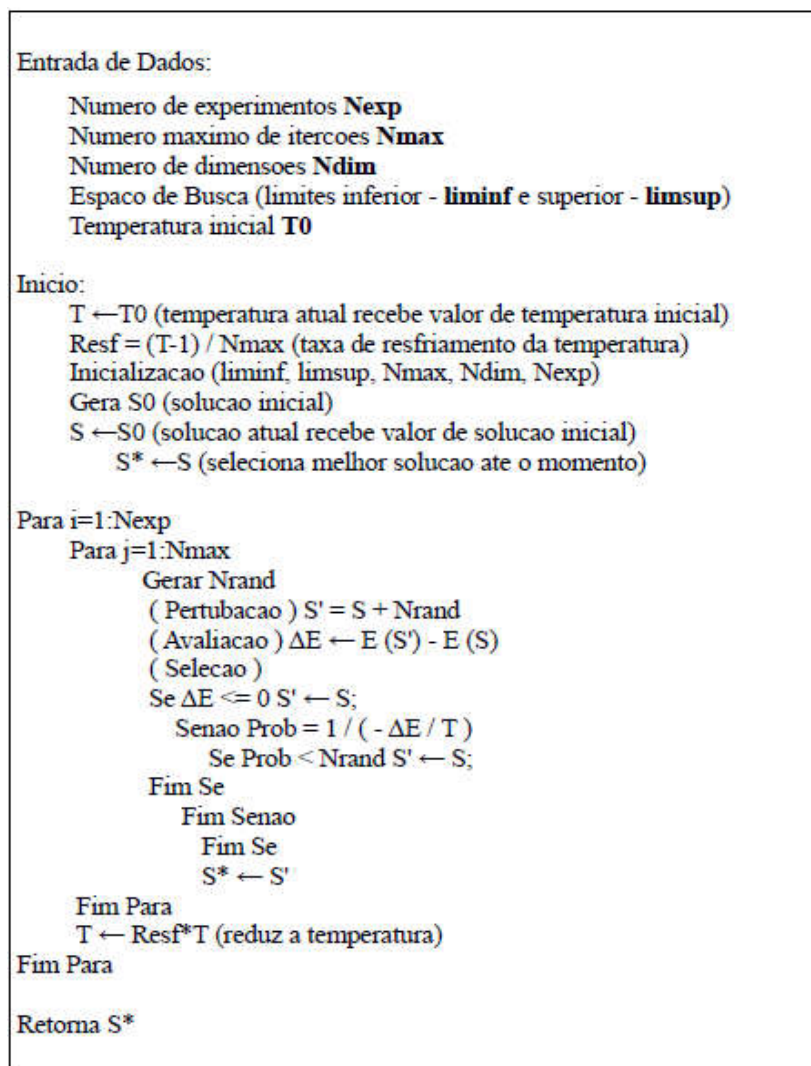 Entrada de Dados:
Numero de experimentos Nexp
Numero maximo de itercoes Nmax
Numero de dimensoes Ndim
Espaco de Busca (limites inferior - liminf e superior - limsup)
Temperatura inicial T0
Inicio:
T ←T0 (temperatura atual recebe valor de temperatura inicial)
Resf = (T-1) / Nmax (taxa de resfriamento da temperatura)
Inicializacao (liminf, limsup, Nmax, Ndim, Nexp)
Gera S0 (solucao inicial)
S ←S0 (solucao atual recebe valor de solucao inicial)
S* ←S (seleciona melhor solucao ate o momento)
Para i=1:Nexp
Para j=1:Nmax
Gerar Nrand
( Pertubacao ) S' = S + Nrand
( Avaliacao ) ΔE ← E (S') - E (S)
( Selecao )
Se ΔE <= 0 S' ← S;
Senao Prob = 1 / ( - ΔE / T )
Se Prob < Nrand S' ← S;
Fim Se
Fim Senao
Fim Se
S* ← S'
Fim Para
T ← Resf*T (reduz a temperatura)
Fim Para
Retorna S*